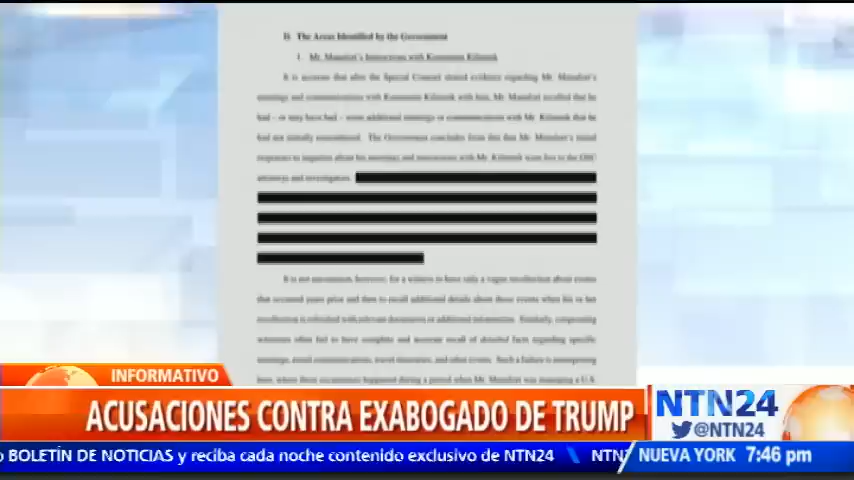 II. The Areas Identified by the Government
1. Mr. Manafort's Interactions with Konstantin Kilimnik
It is accurate that after the Special Counsel shared evidence regarding Mr. Manafort's
meetings and communications with Konstantin Kilimnik with him, Mr. Manafort recalled that he
had – or may have had – some additional meetings or communications with Mr. Kilimnik that he
had not initially remembered. The Government concludes from this that Mr. Manafort's initial
responses to inquiries about his meetings and interactions with Mr. Kilimnik were lies to the OSC
attorneys and investigators.
It is not uncommon, however, for a witness to have only a vague recollection about events
that occurred years prior and then to recall additional details about those events when his or her
recollection is refreshed with relevant documents or additional information. Similarly, cooperating
witnesses often fail to have complete and accurate recall of detailed facts regarding specific
meetings, email communications, travel itineraries, and other events. Such a failure is unsurprising
here, where these occurrences happened during a period when Mr. Manafort was managing a U.S.
INFORMATIVO
ACUSACIONES CONTRA EXABOGADO DE TRUMP
NTN24
@NTN24
o BOLETÍN DE NOTICIAS y reciba cada noche contenido exclusivo de NTN24 \ NTN
NUEVA YORK 7:46 pm